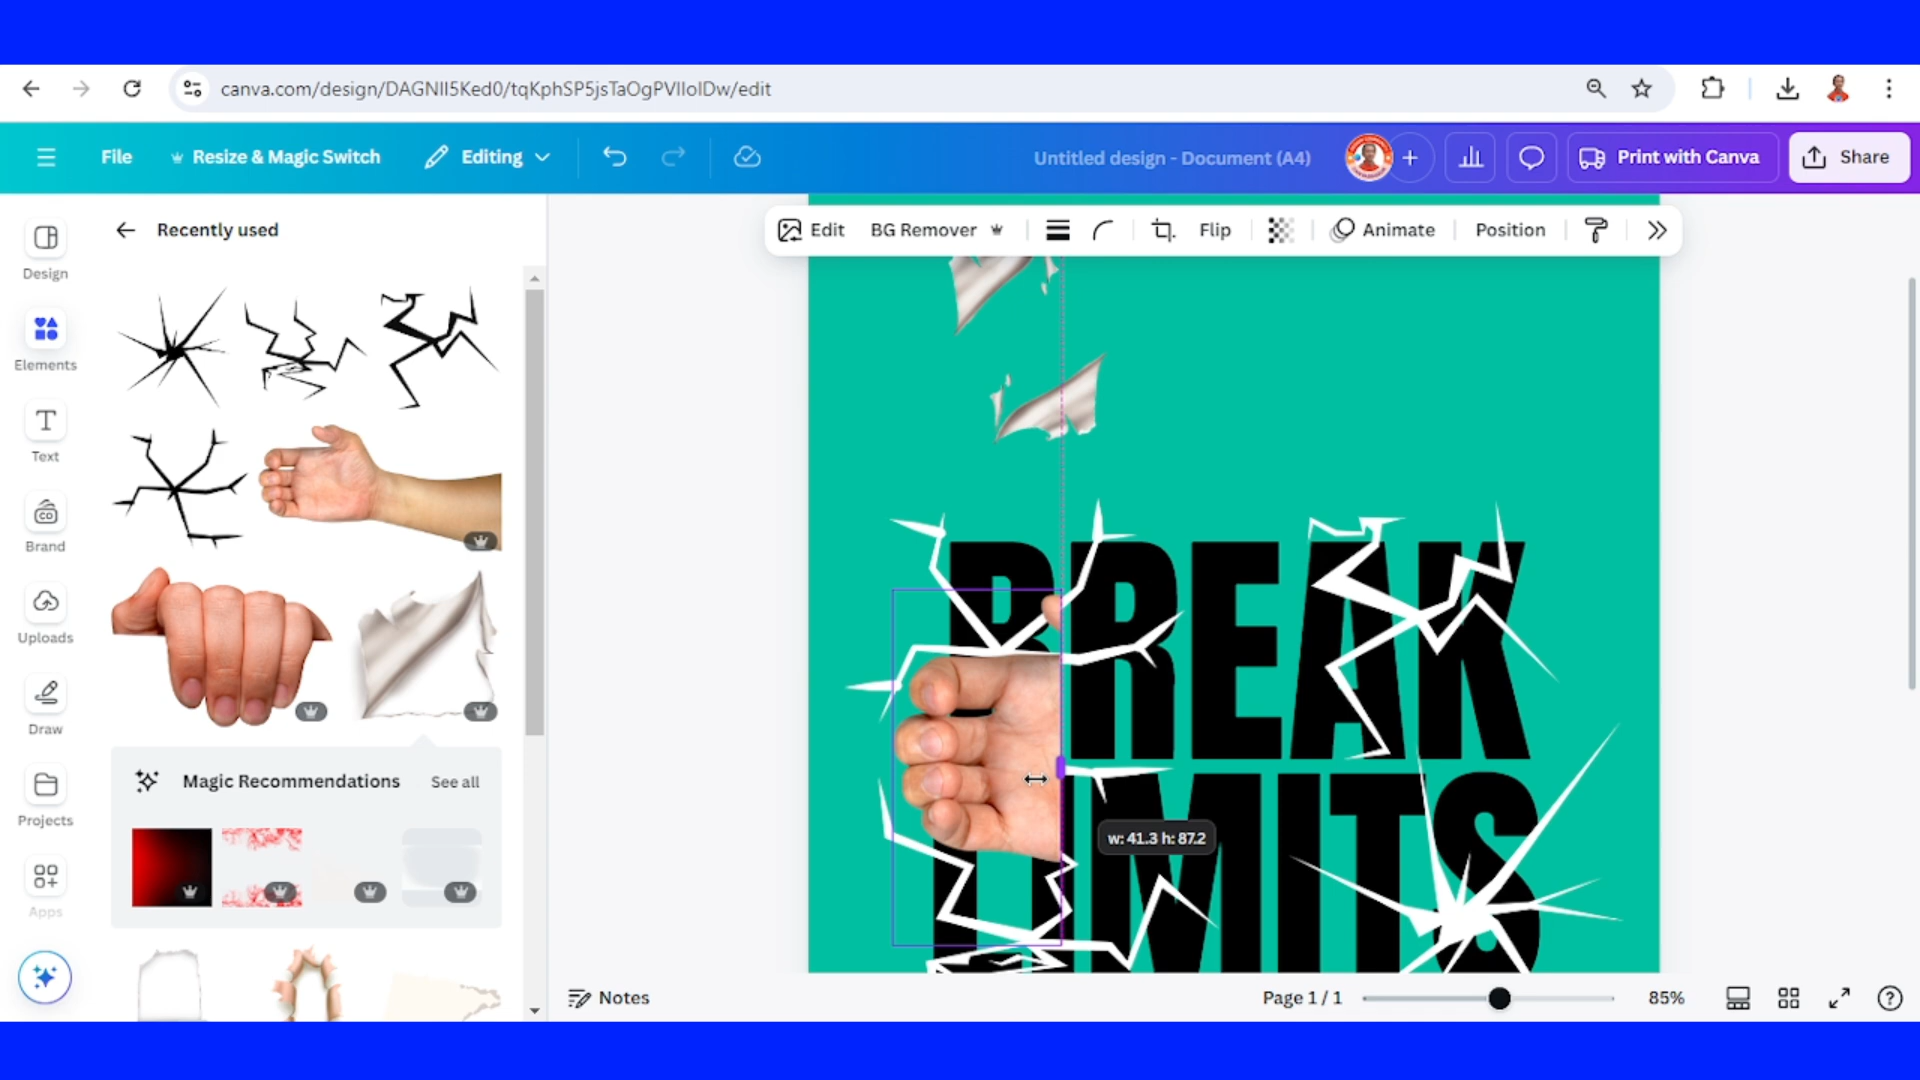 canva.com/design/DAGNII5Ked0/tqKphSP5jsTaOgPVIIoIDw/edit
File
Resize & Magic Switch
Editing
Untitled design - Document (A4)
Print with Canva
Share
Design
Elements
Text
Brand
Uploads
Draw
Projects
Apps
Recently used
Magic Recommendations
See all
Edit
BG Remover
Flip
Animate
Position
BREAK
LIMITS
w: 41.3 h: 87.2
Notes
Page 1 / 1
85%